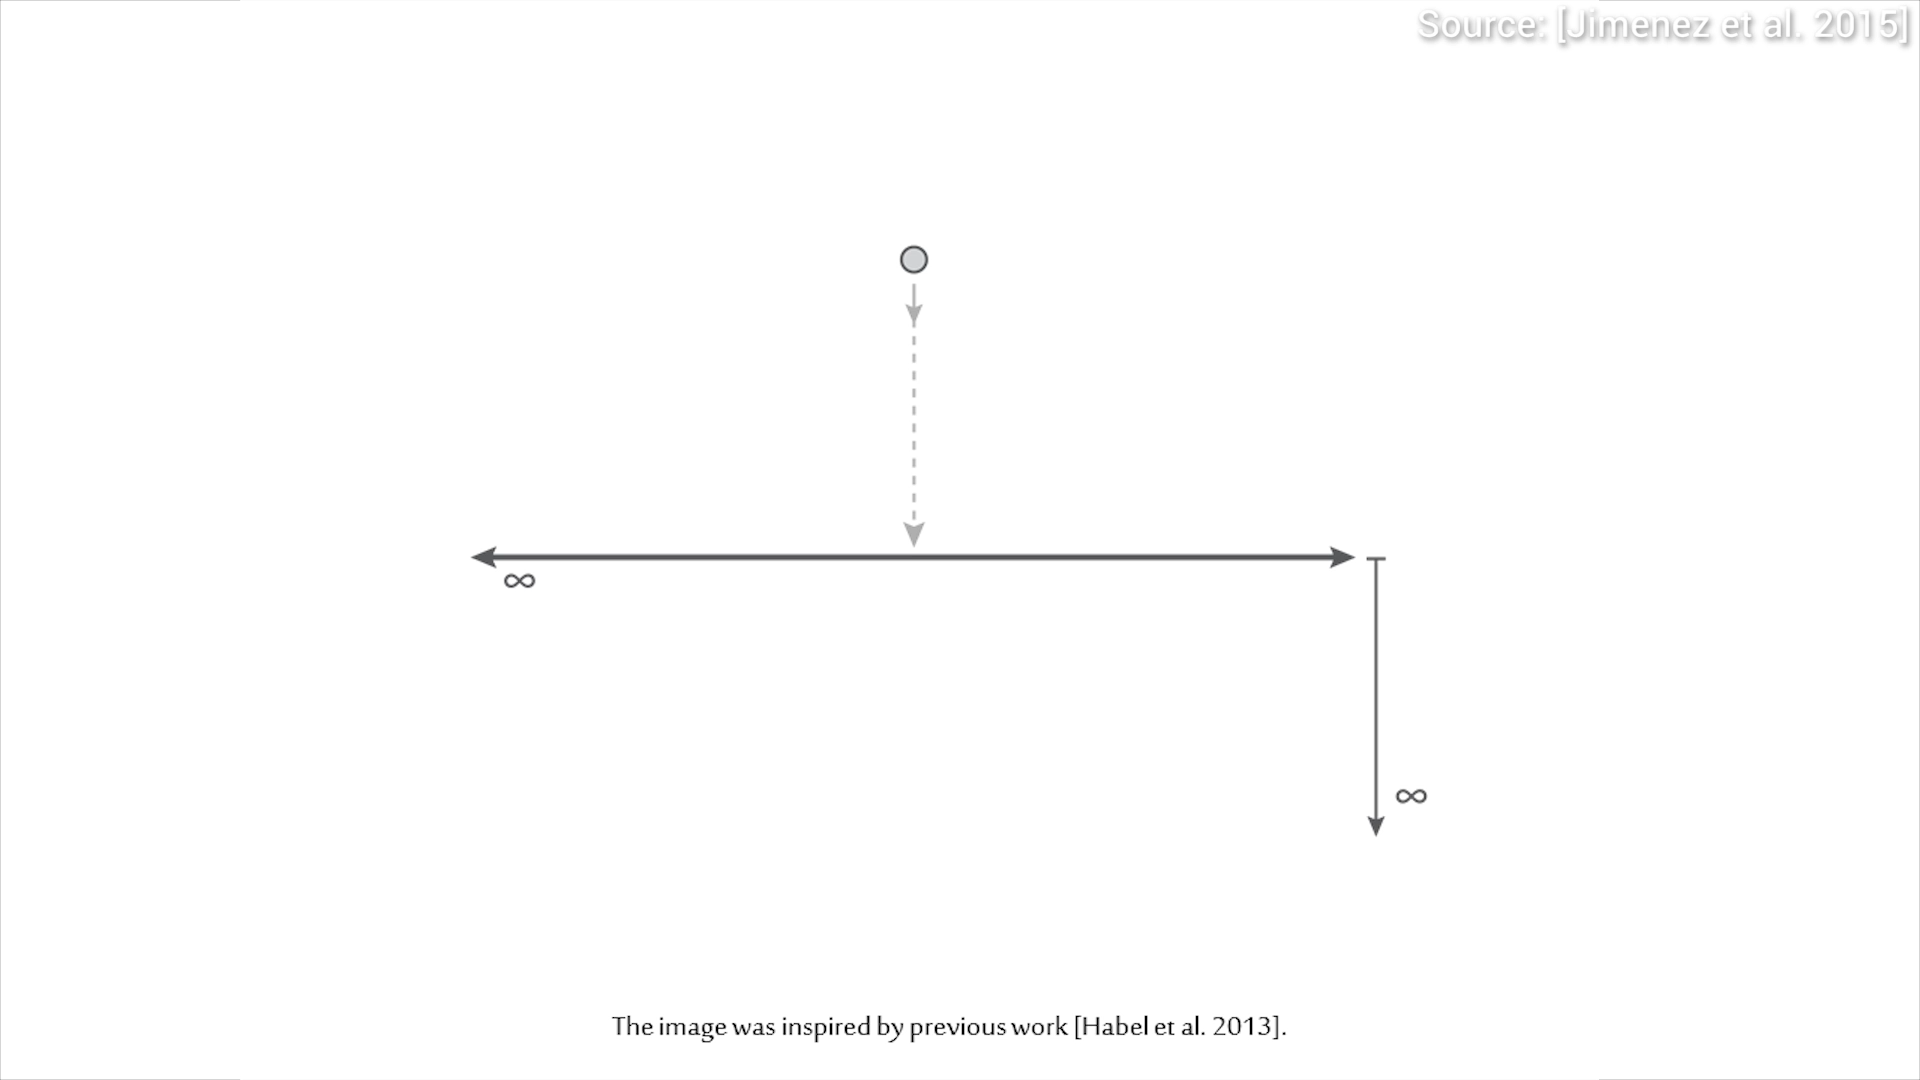 Source: [Jimenez et al. 2015]
∞
∞
The image was inspired by previous work [Habel et al. 2013].